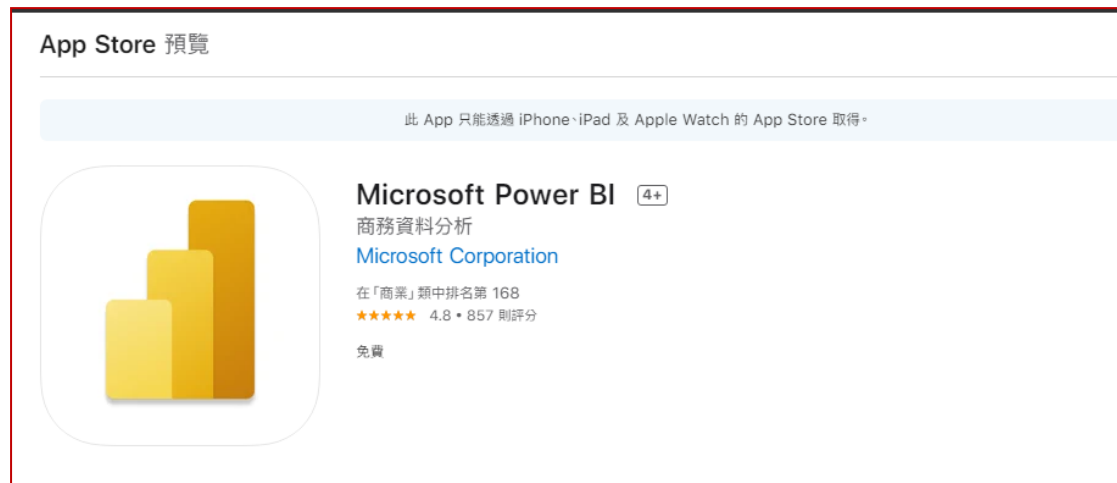 App Store 預覽
此 App 只能透過 iPhone、iPad 及 Apple Watch 的 App Store 取得。
Microsoft Power BI 4+
商務資料分析
Microsoft Corporation
在「商業」類中排名第 168
★★★★★ 4.8 • 857 則評分
免費